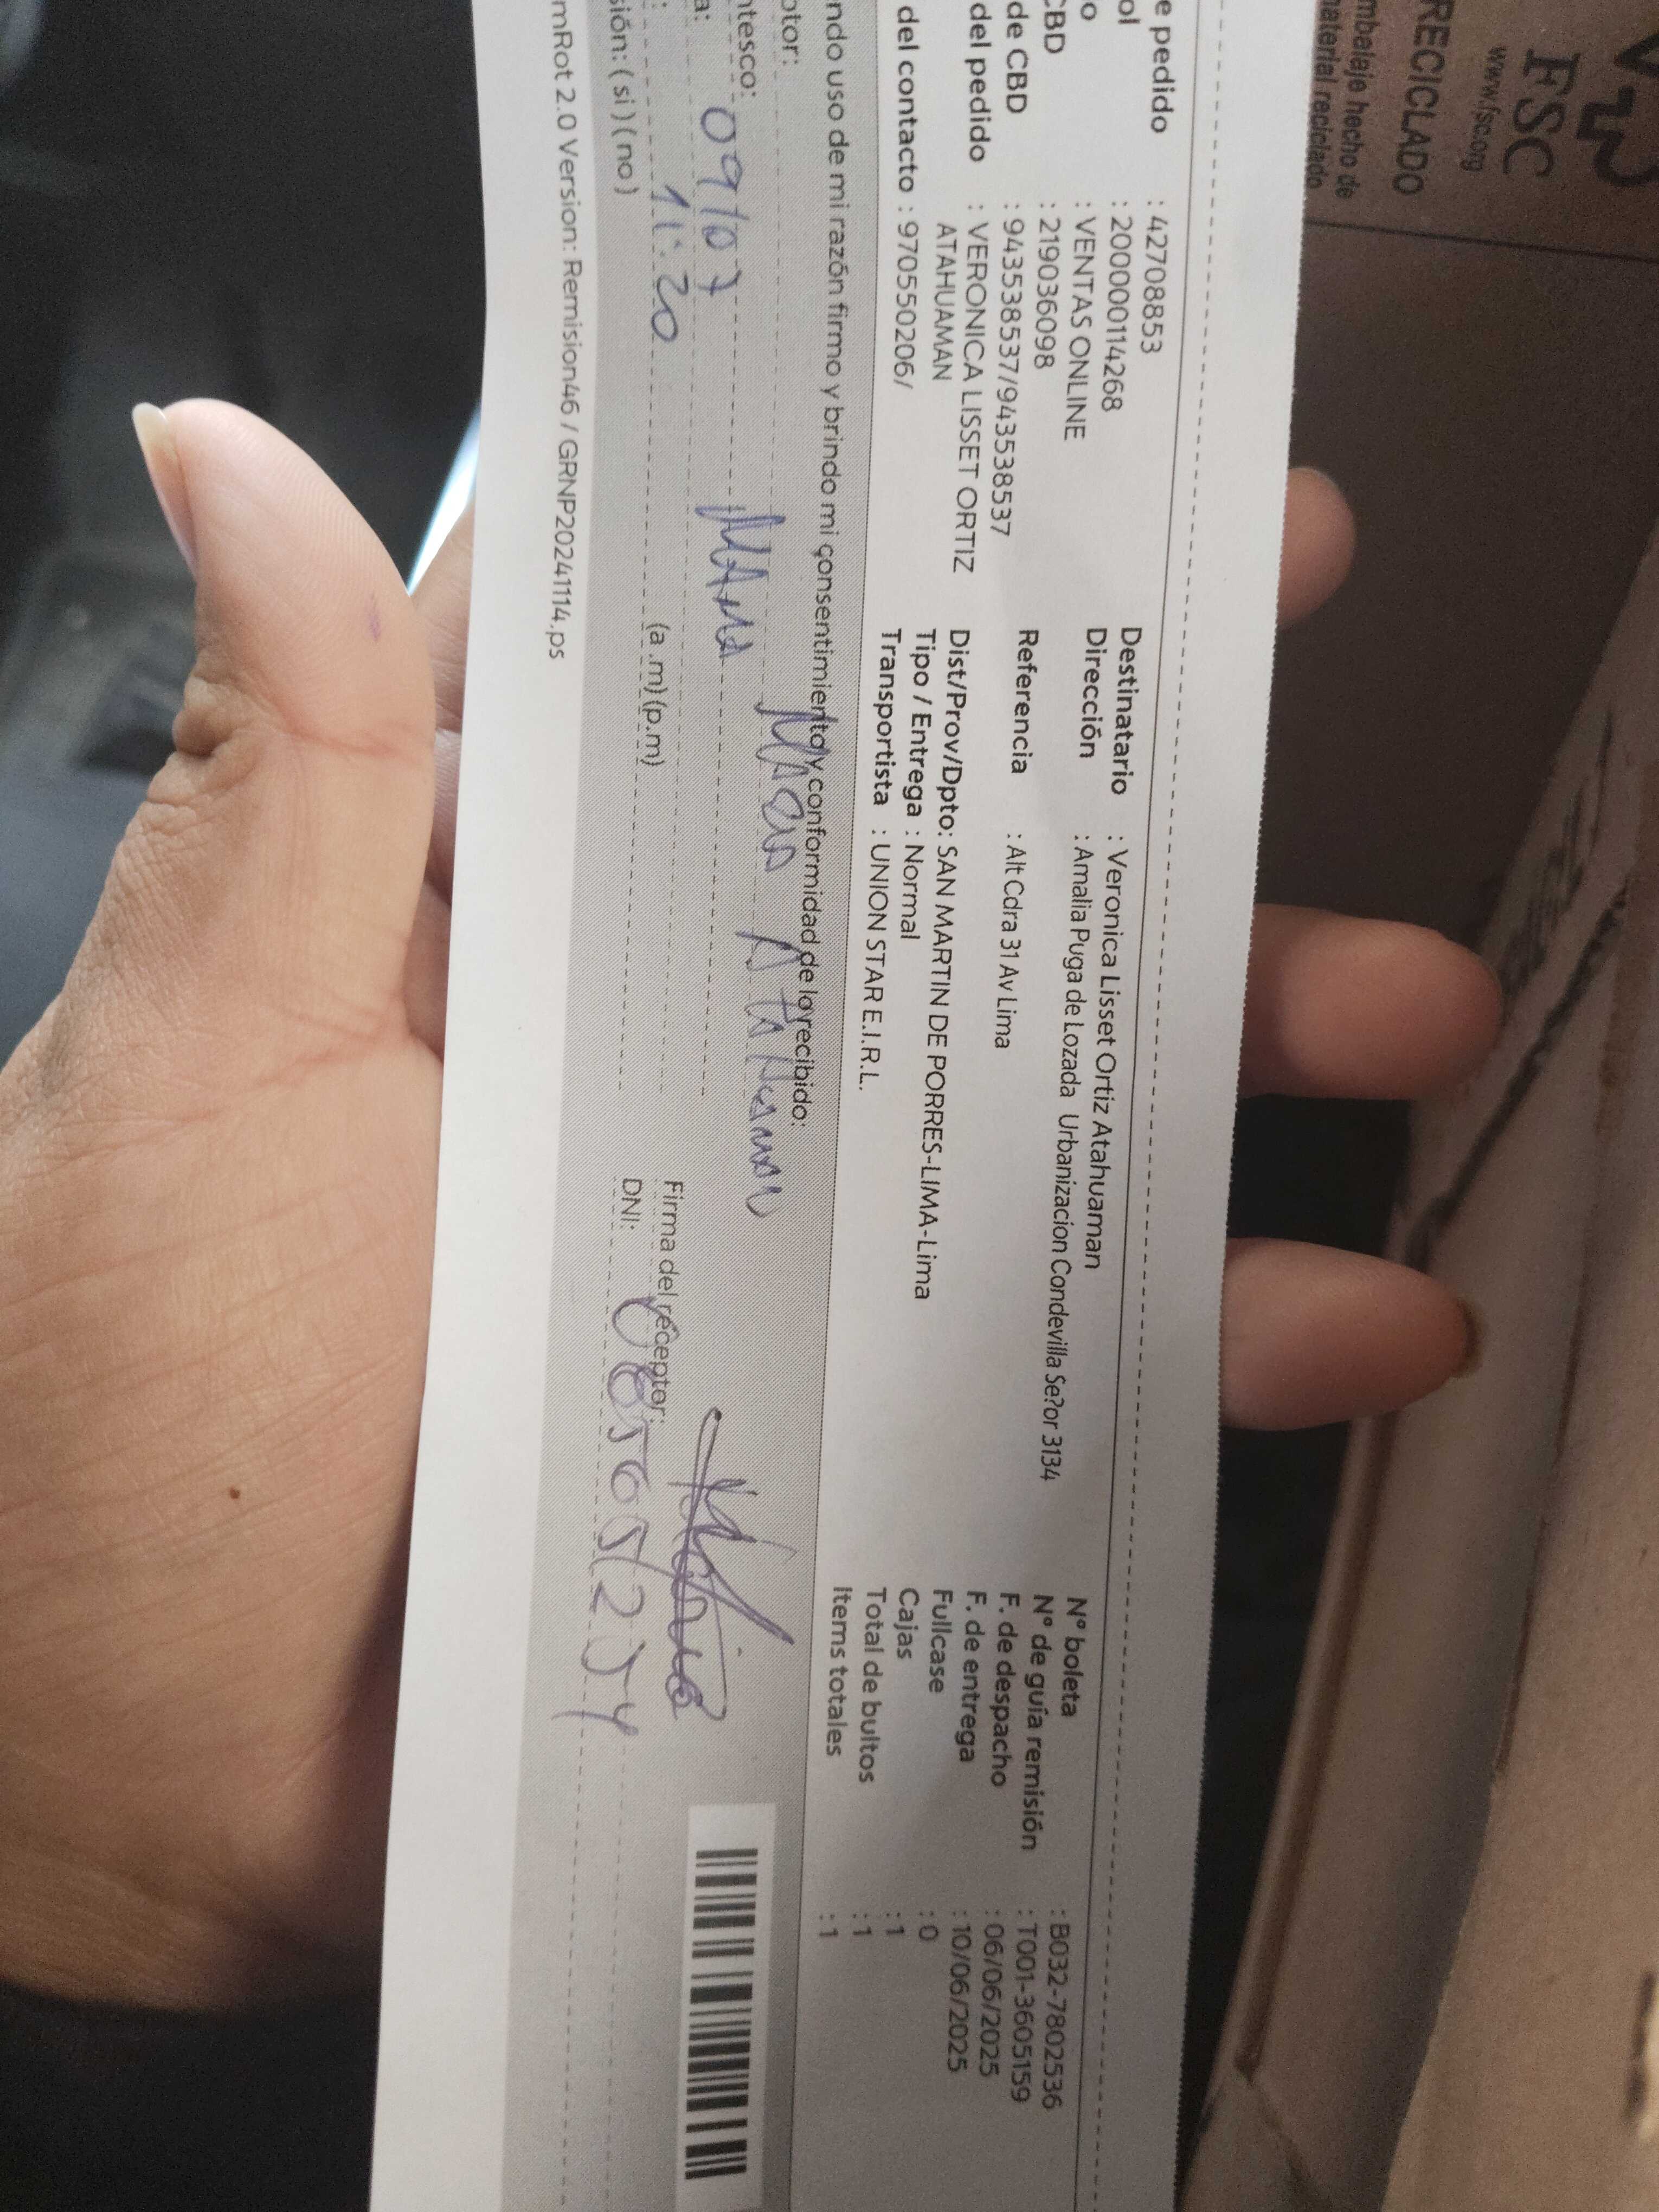 FSC
www.fsc.org
RECICLADO
mbalaje hecho de
material reciclado
e pedido : 42708853
ol : 2000000114268
o : VENTAS ONLINE
CBD : 219036098
de CBD : 943538537/943538537
del pedido : VERONICA LISSET ORTIZ
ATAHUAMAN
del contacto : 970550206/
Destinatario : Veronica Lisset Ortiz Atahuaman
Dirección : Amalia Puga de Lozada Urbanizacion Condevilla Se?or 3134
Referencia : Alt Cdra 31 Av Lima
Dist/Prov/Dpto: SAN MARTIN DE PORRES-LIMA-Lima
Tipo / Entrega : Normal
Transportista : UNION STAR E.I.R.L.
Nº boleta : B032-7802536
Nº de guía remisión : T001-3605159
F. de despacho : 06/06/2025
F. de entrega : 10/06/2025
Fullcase : 0
Cajas : 1
Total de bultos : 1
Items totales : 1
ndo uso de mi razón firmo y brindo mi consentimiento y conformidad de lo recibido:
ptor:
ntesco:
a: 09/07
: 11:20 (a .m) (p.m)
sión: ( si ) ( no )
Firma del receptor:
DNI:
mRot 2.0 Version: Remision46 / GRNP20241114.ps